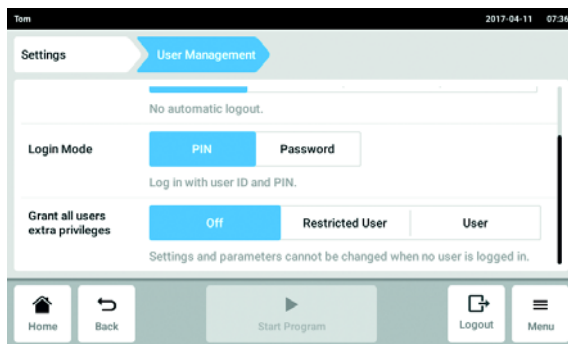 Tom 2017-04-11 07:36
Settings User Management
No automatic logout.
Login Mode PIN Password
Log in with user ID and PIN.
Grant all users
extra privileges
Off Restricted User User
Settings and parameters cannot be changed when no user is logged in.
Home Back Start Program Logout Menu